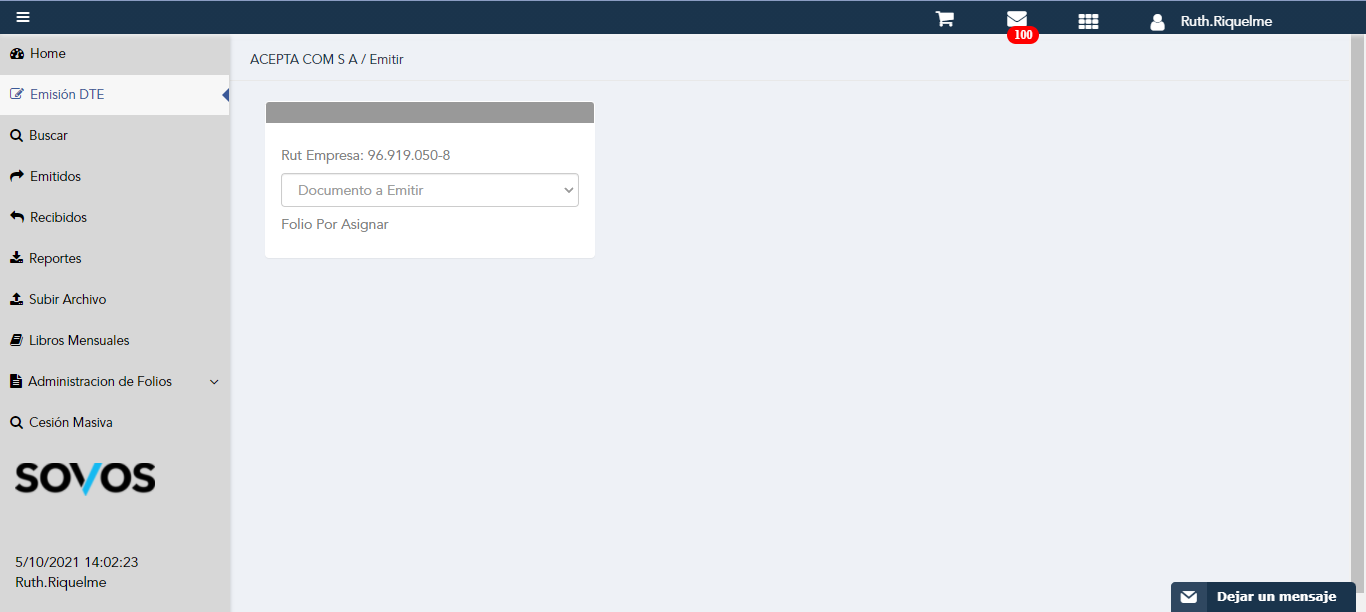 100
Ruth.Riquelme
Home
Emisión DTE
Buscar
Emitidos
Recibidos
Reportes
Subir Archivo
Libros Mensuales
Administracion de Folios
Cesión Masiva
SOVOS
5/10/2021 14:02:23
Ruth.Riquelme
ACEPTA COM S A / Emitir
Rut Empresa: 96.919.050-8
Documento a Emitir
Folio Por Asignar
Dejar un mensaje